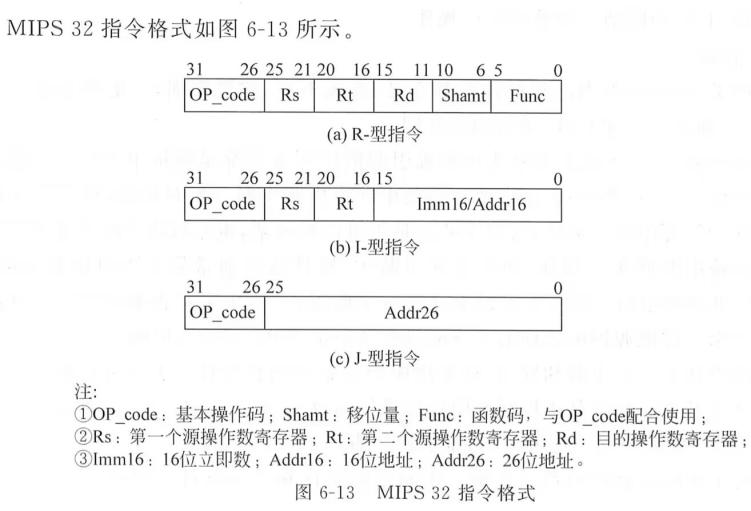 MIPS 32 指令格式如图 6-13 所示。
31 26 25 21 20 16 15 11 10 6 5 0
OP_code Rs Rt Rd Shamt Func
(a) R-型指令
31 26 25 21 20 16 15 0
OP_code Rs Rt Imm16/Addr16
(b) I-型指令
31 26 25 0
OP_code Addr26
(c) J-型指令
注:
①OP_code：基本操作码；Shamt：移位量；Func：函数码，与OP_code配合使用；
②Rs：第一个源操作数寄存器；Rt：第二个源操作数寄存器；Rd：目的操作数寄存器；
③Imm16：16位立即数；Addr16：16位地址；Addr26：26位地址。
图 6-13 MIPS 32 指令格式